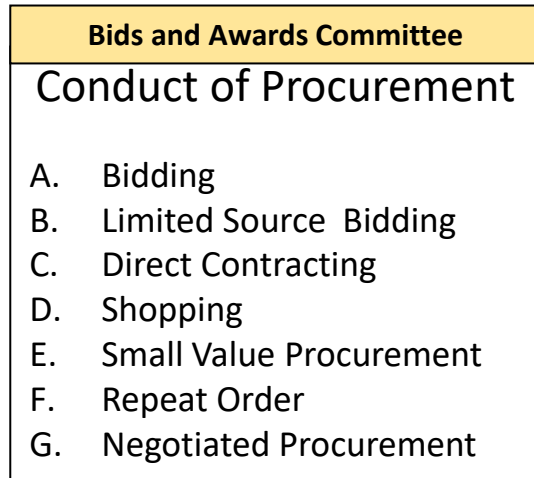 Bids and Awards Committee
Conduct of Procurement
A. Bidding
B. Limited Source Bidding
C. Direct Contracting
D. Shopping
E. Small Value Procurement
F. Repeat Order
G. Negotiated Procurement